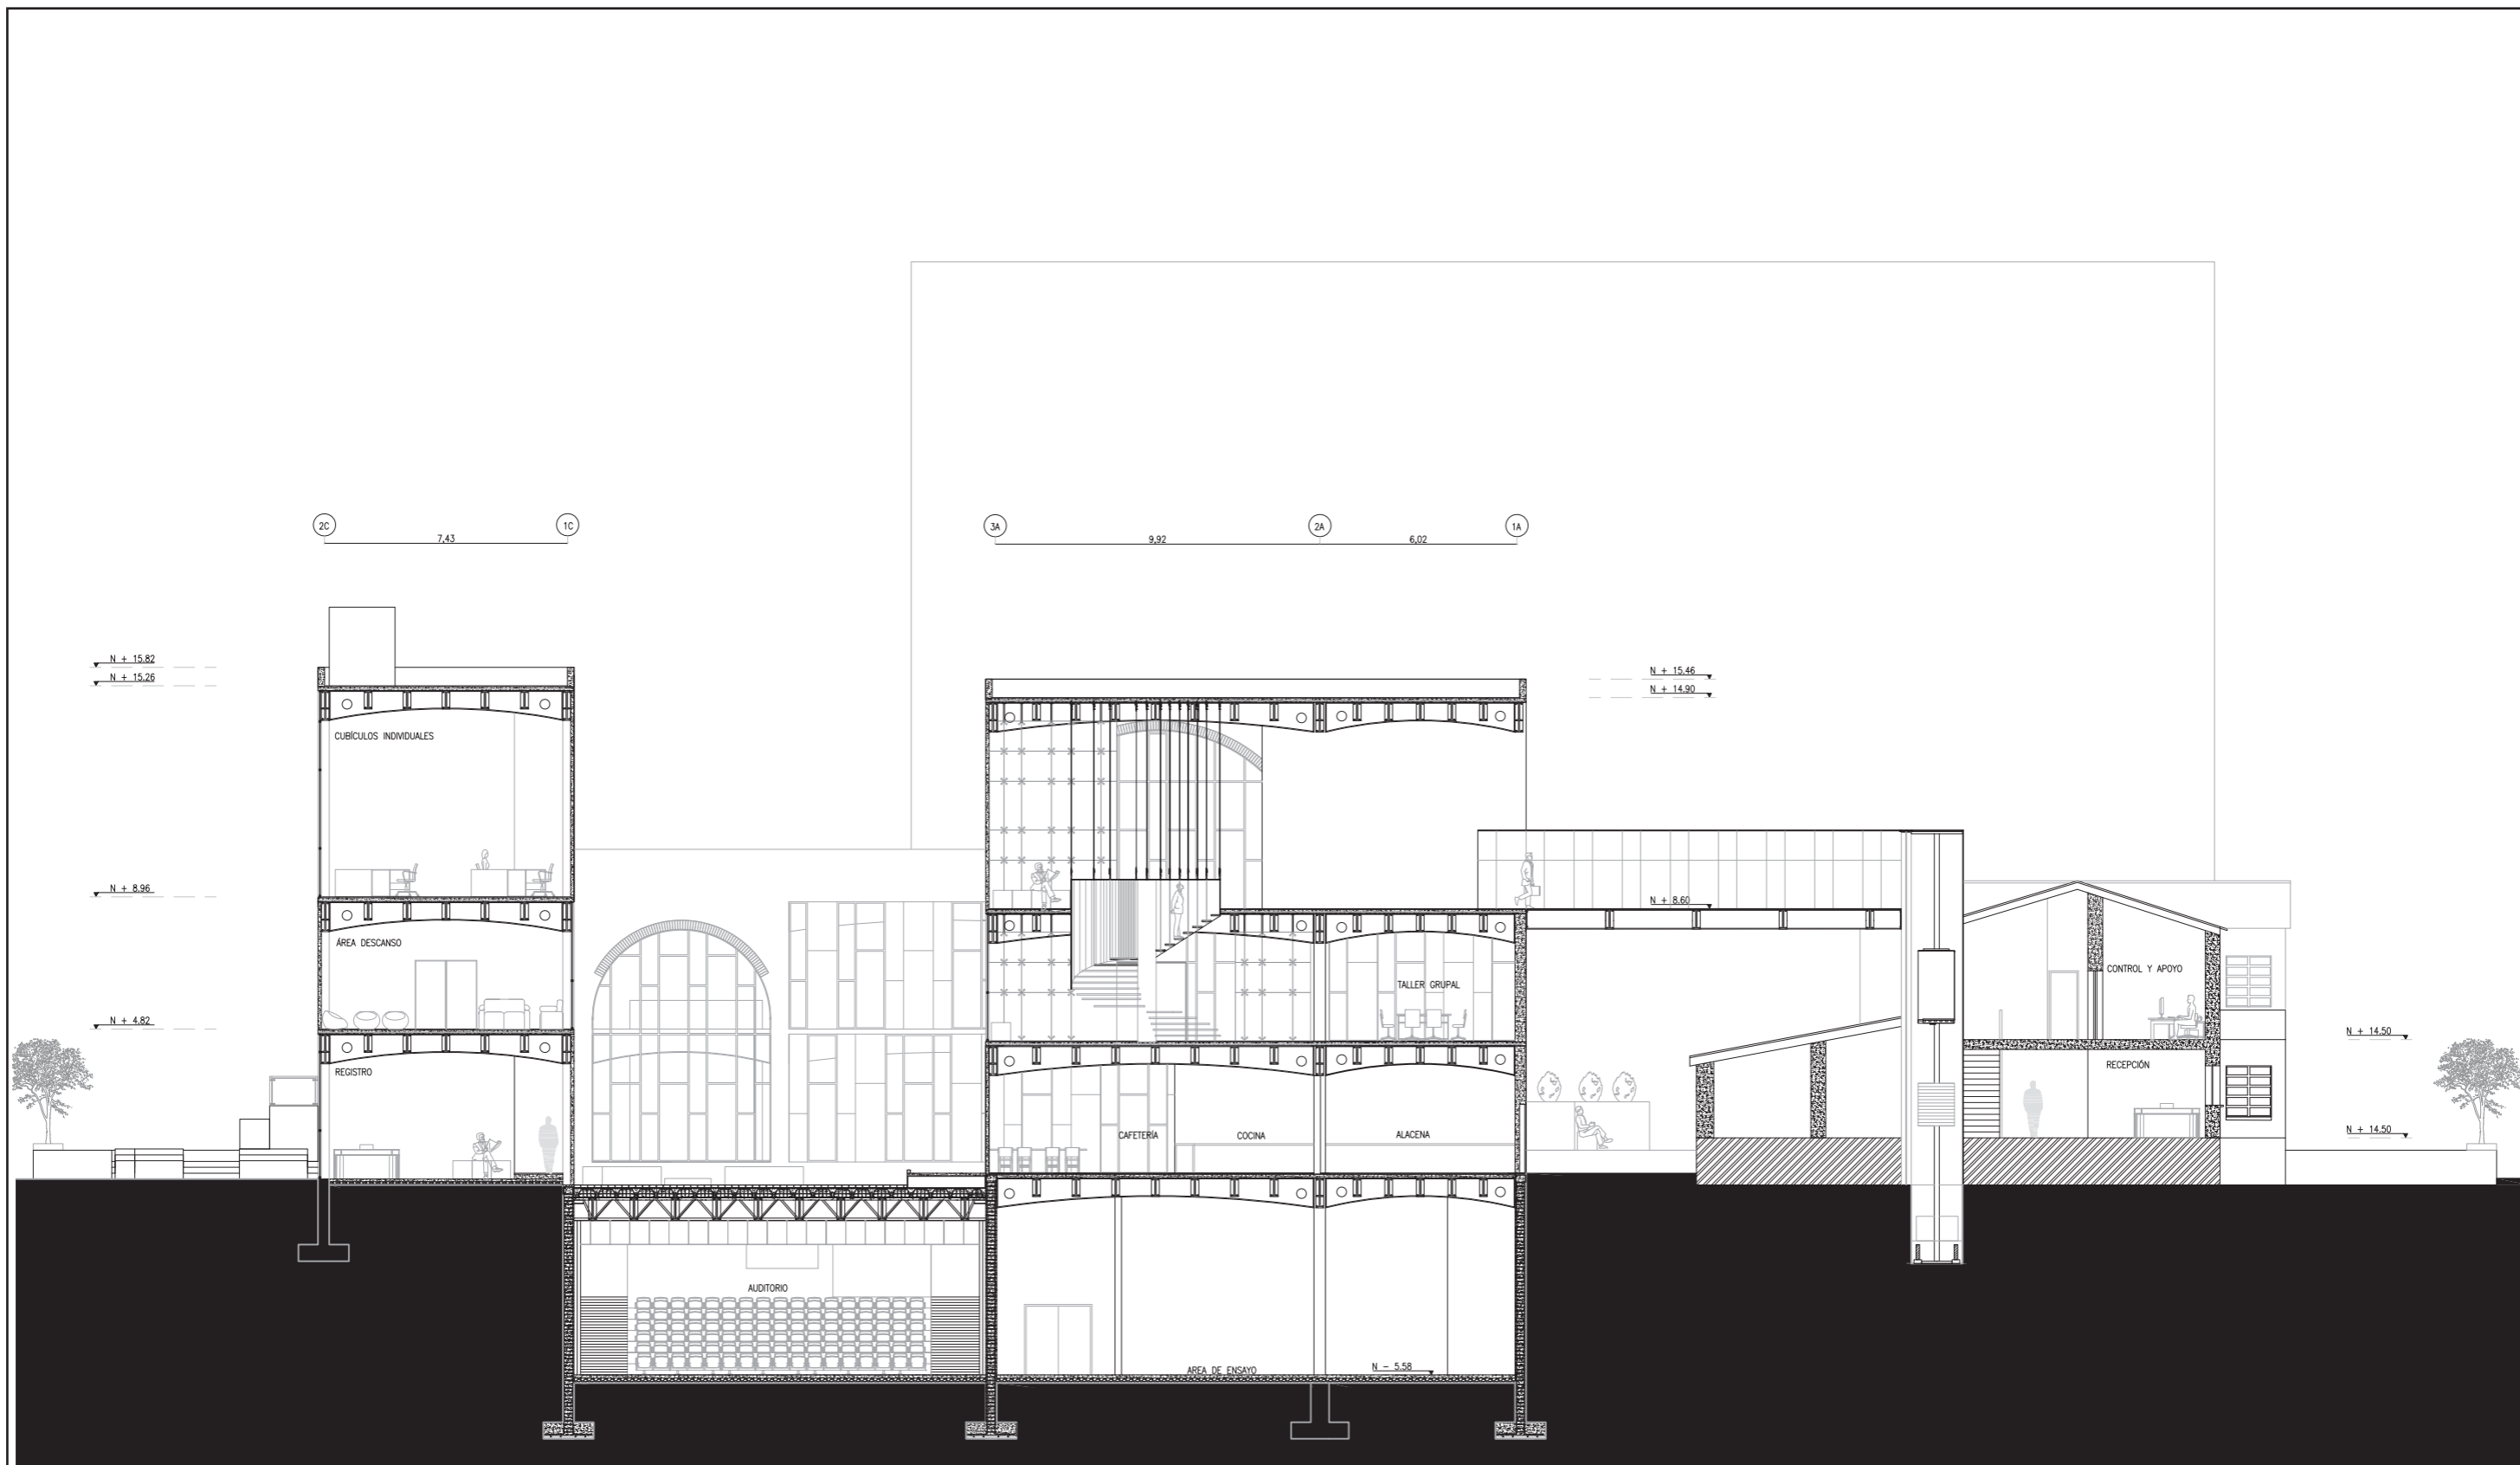 2C
1C
3A
2A
1A
7,43
9,92
6,02
N + 15.82
N + 15.26
N + 15.46
N + 14.90
CUBÍCULOS INDIVIDUALES
N + 8.96
N + 8.60
ÁREA DESCANSO
CONTROL Y APOYO
TALLER GRUPAL
N + 4.82
N + 14.50
REGISTRO
RECEPCIÓN
CAFETERÍA
COCINA
ALACENA
N + 14.50
AUDITORIO
AREA DE ENSAYO
N - 5.58